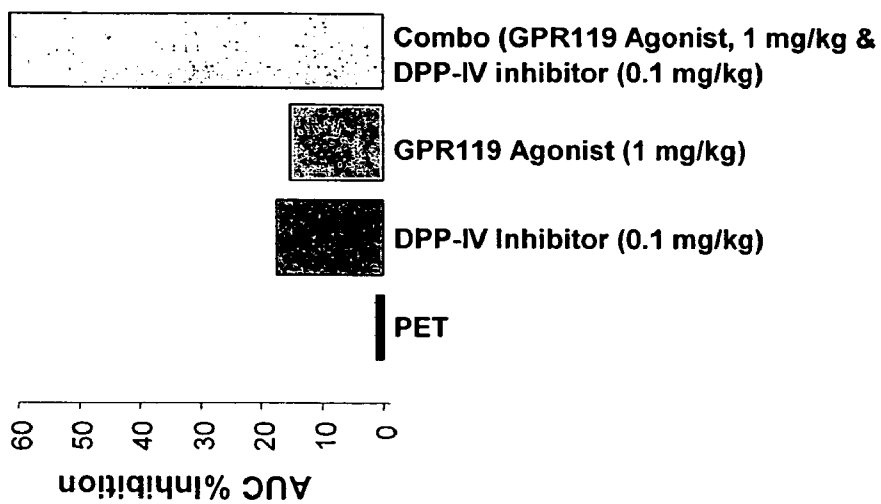 Combo (GPR119 Agonist, 1 mg/kg &
DPP-IV inhibitor (0.1 mg/kg)
GPR119 Agonist (1 mg/kg)
DPP-IV Inhibitor (0.1 mg/kg)
PET
60
50
40
30
20
10
0
AUC %Inhibition